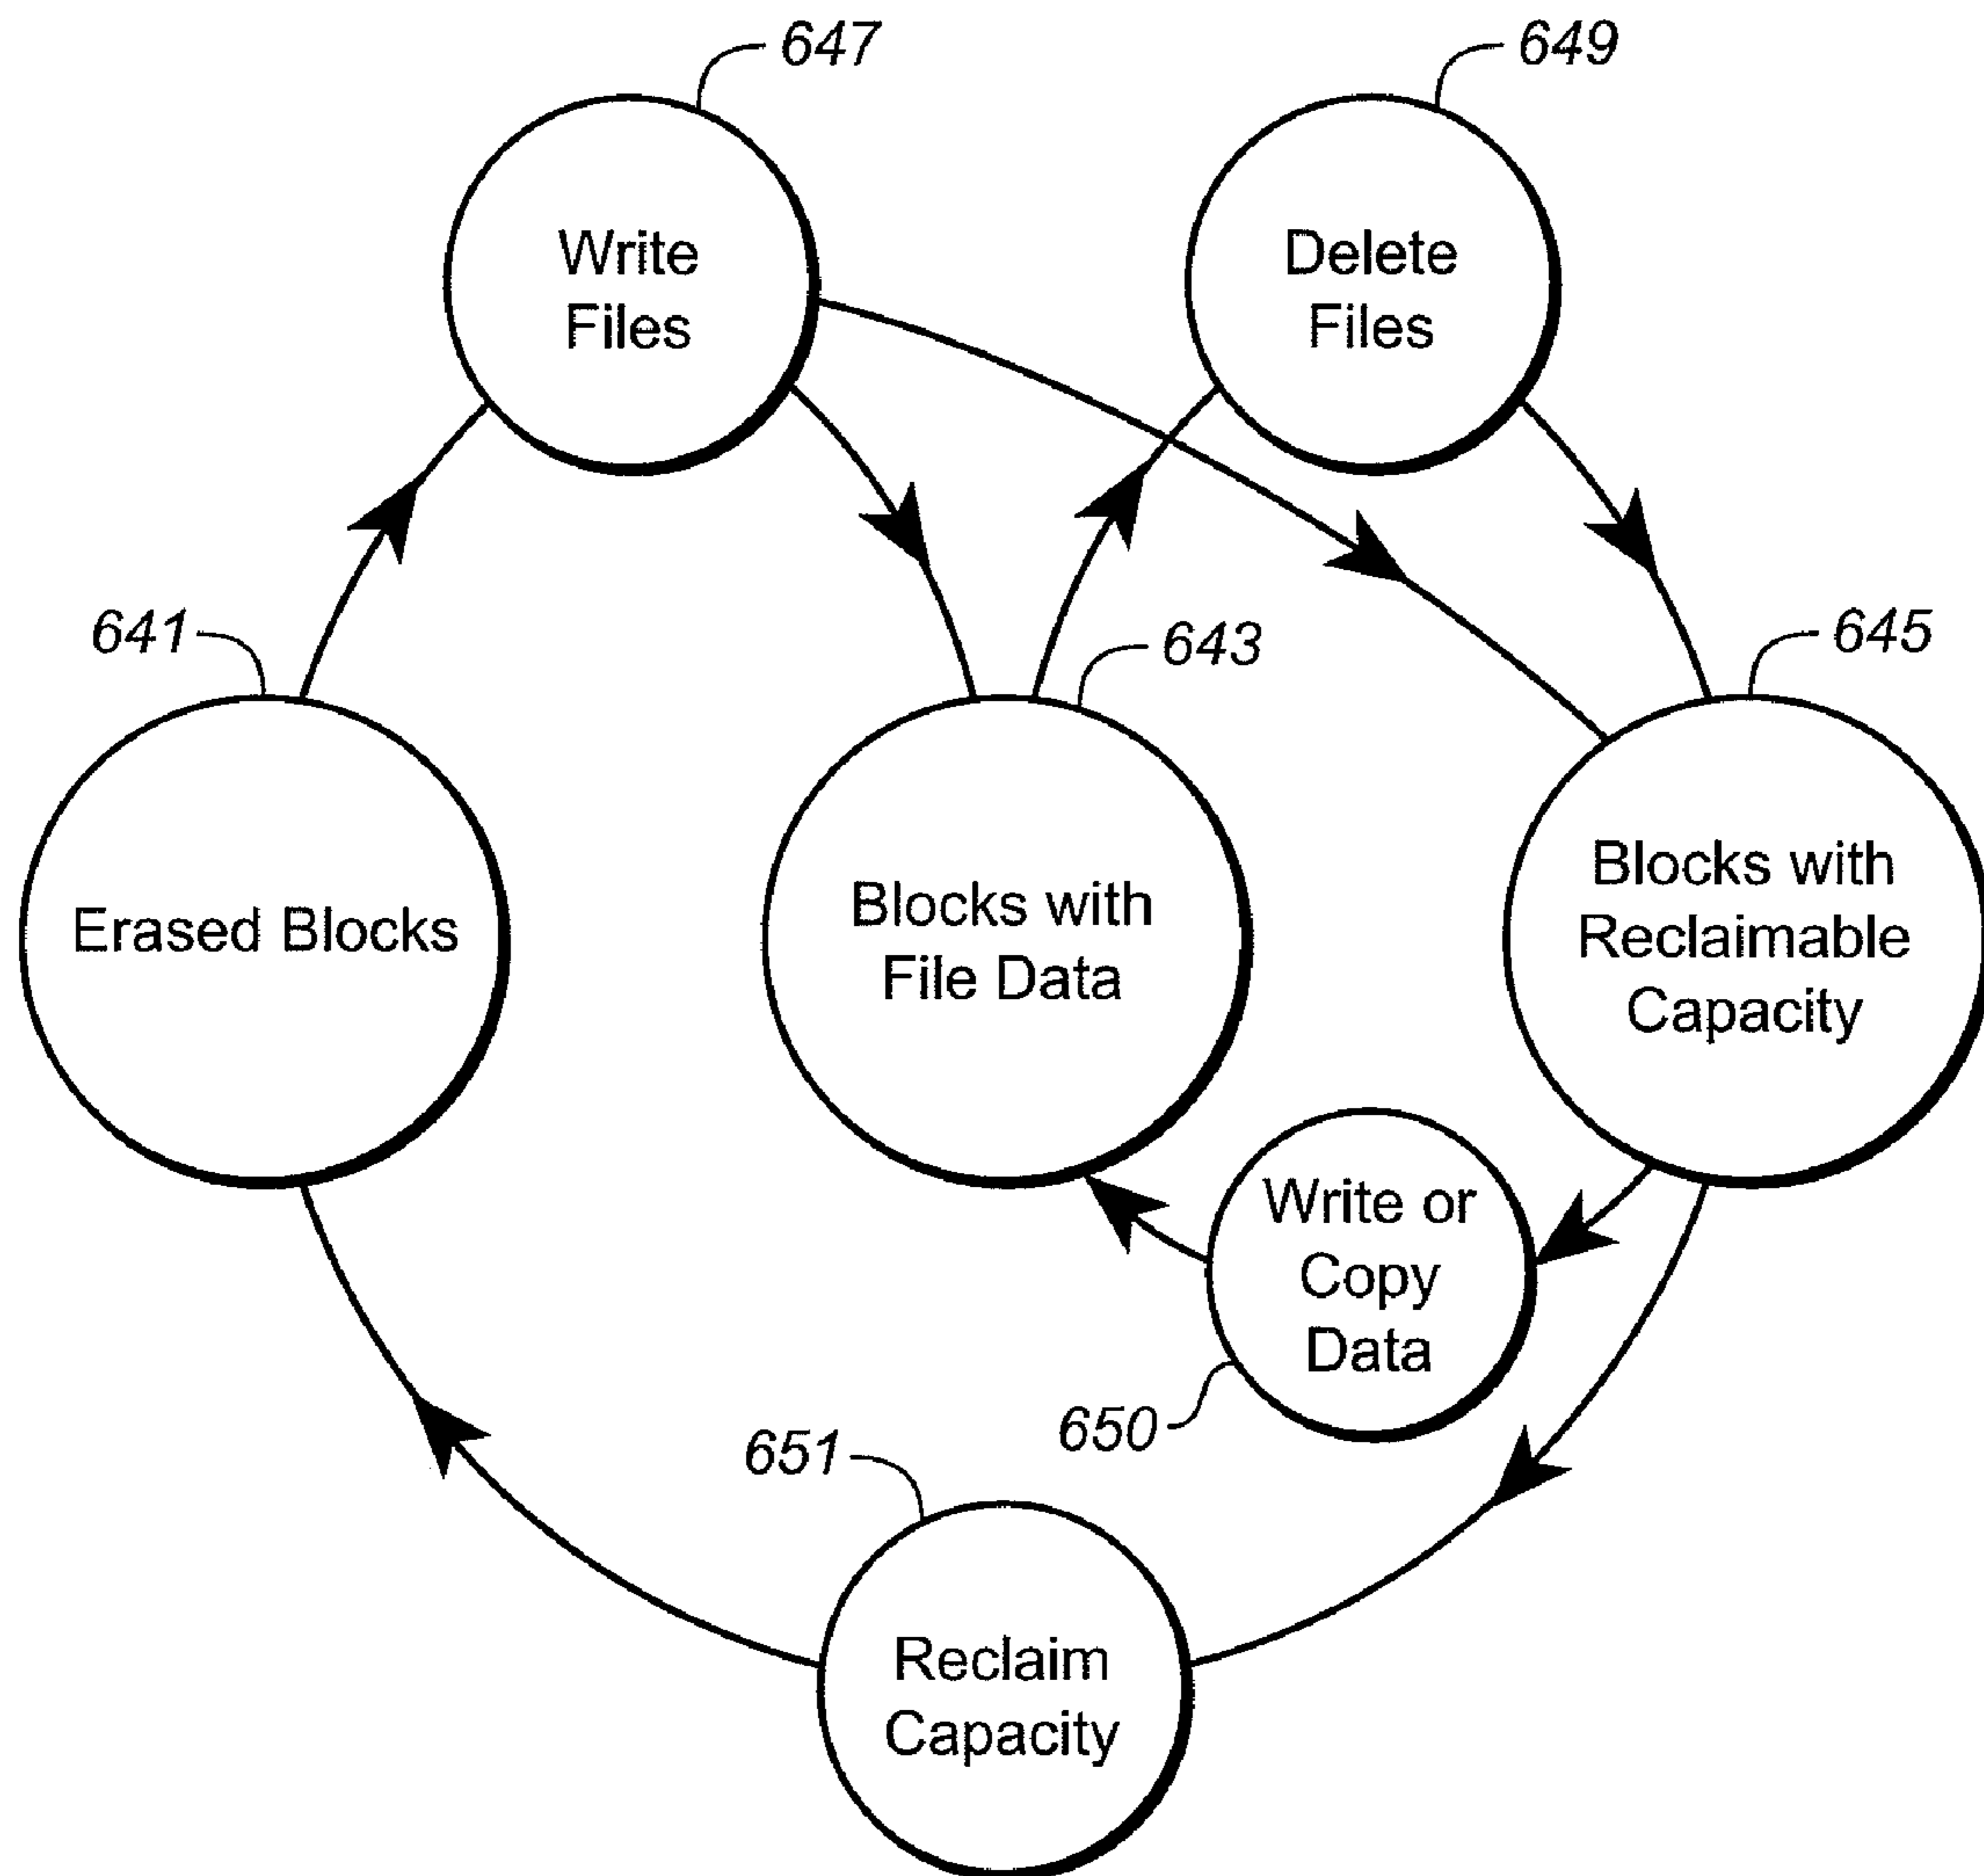 647
649
Write
Files
Delete
Files
641
643
645
Erased Blocks
Blocks with
File Data
Blocks with
Reclaimable
Capacity
Write or
Copy
Data
650
651
Reclaim
Capacity